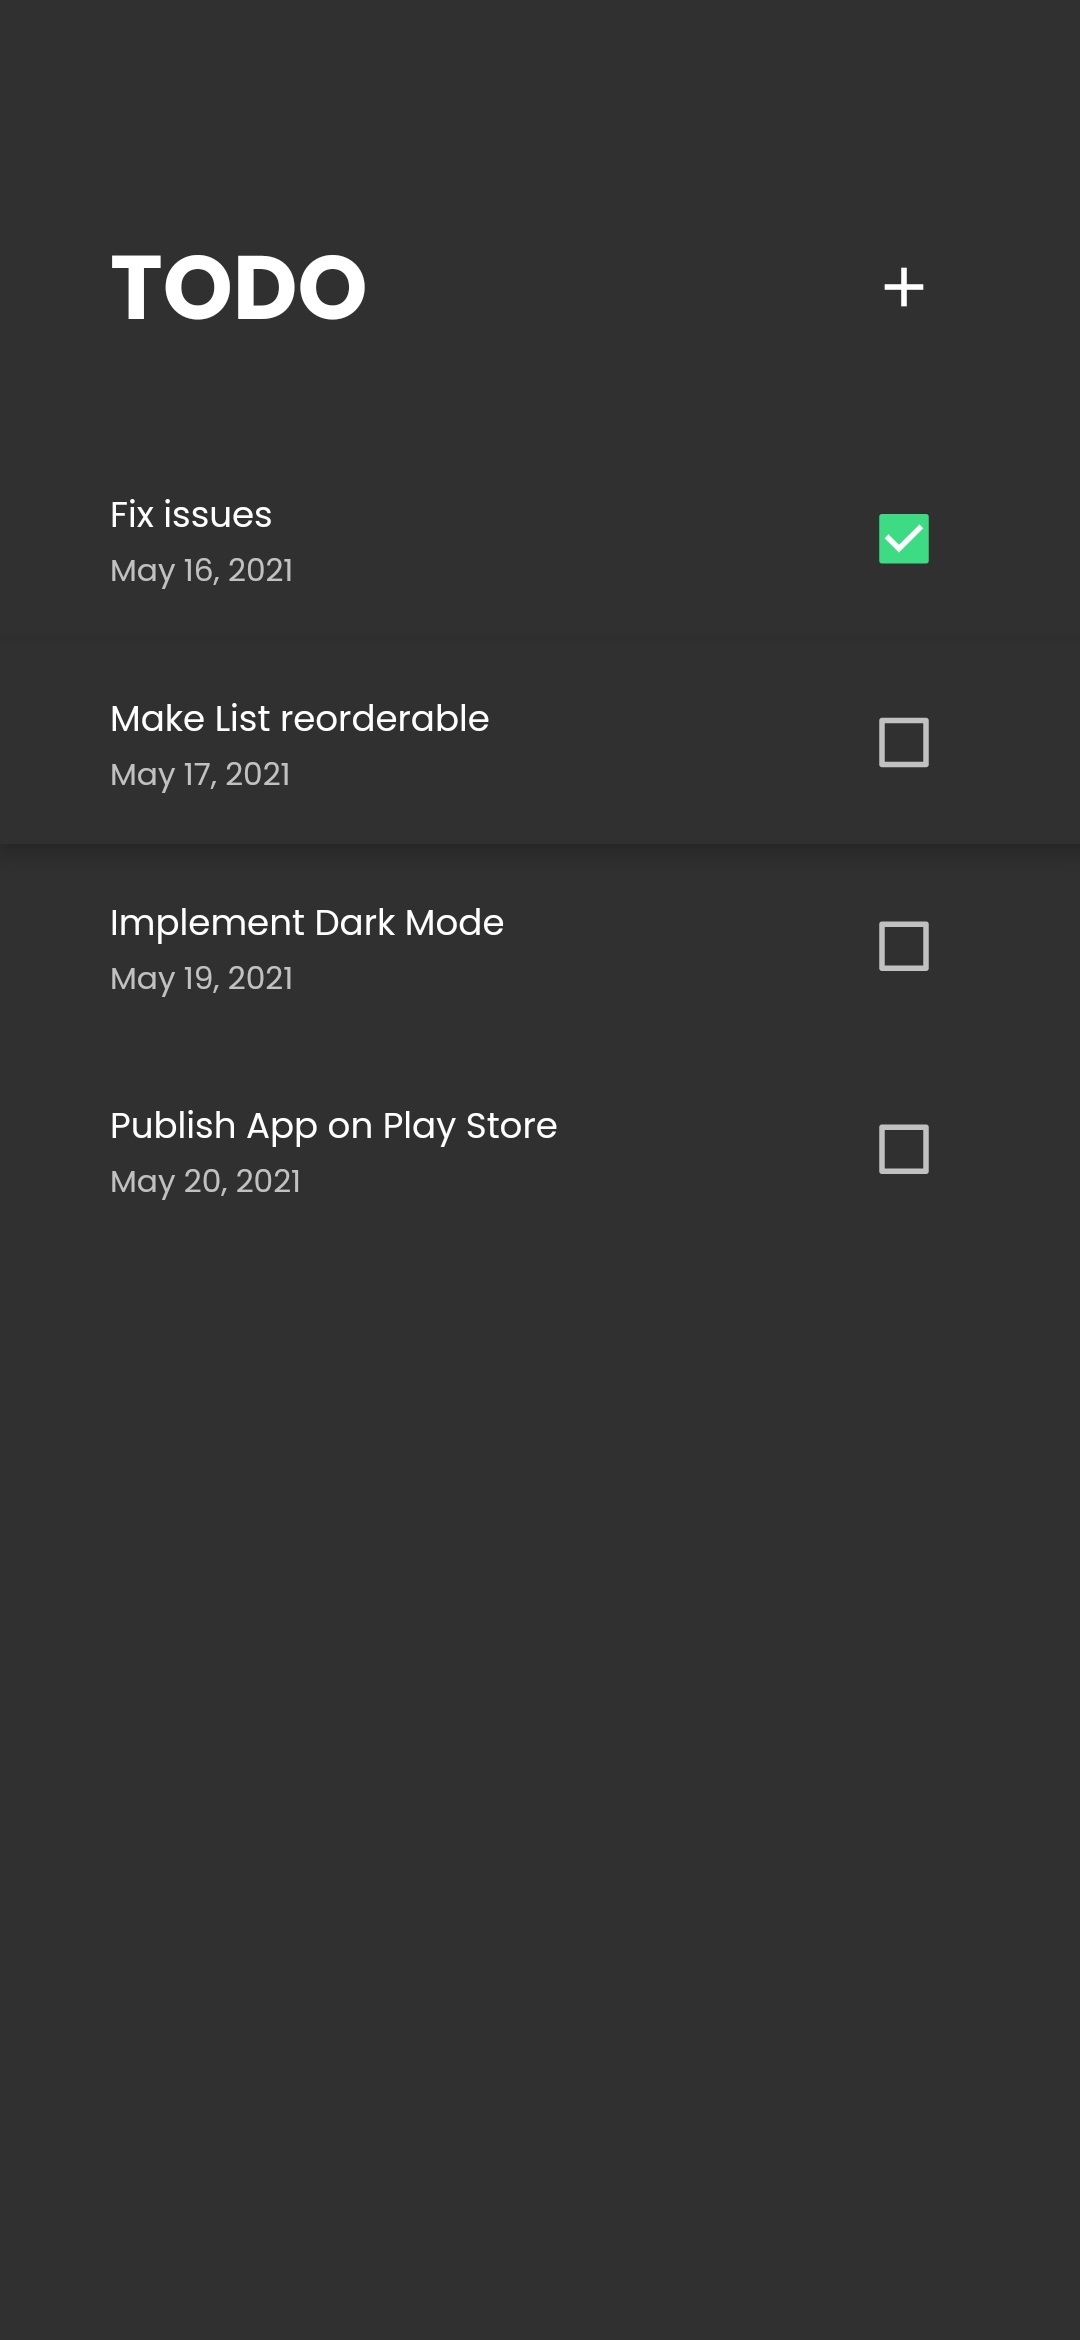 TODO
Fix issues
May 16, 2021
Make List reorderable
May 17, 2021
Implement Dark Mode
May 19, 2021
Publish App on Play Store
May 20, 2021